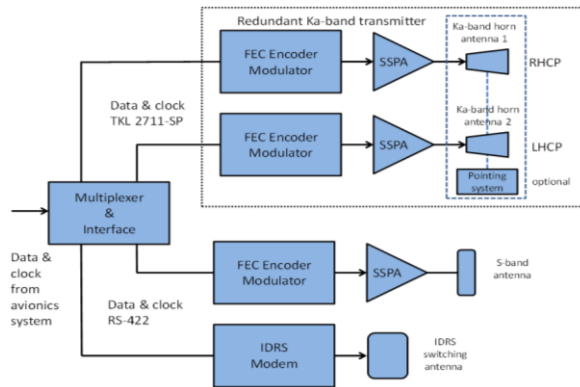 Redundant Ka-band transmitter
FEC Encoder
Modulator
SSPA
Ka-band horn
antenna 1
RHCP
Data & clock
TKL 2711-SP
FEC Encoder
Modulator
SSPA
Ka-band horn
antenna 2
LHCP
Pointing
system
optional
Multiplexer
&
Interface
Data &
clock
from
avionics
system
Data & clock
RS-422
FEC Encoder
Modulator
SSPA
S-band
antenna
IDRS
Modem
IDRS
switching
antenna